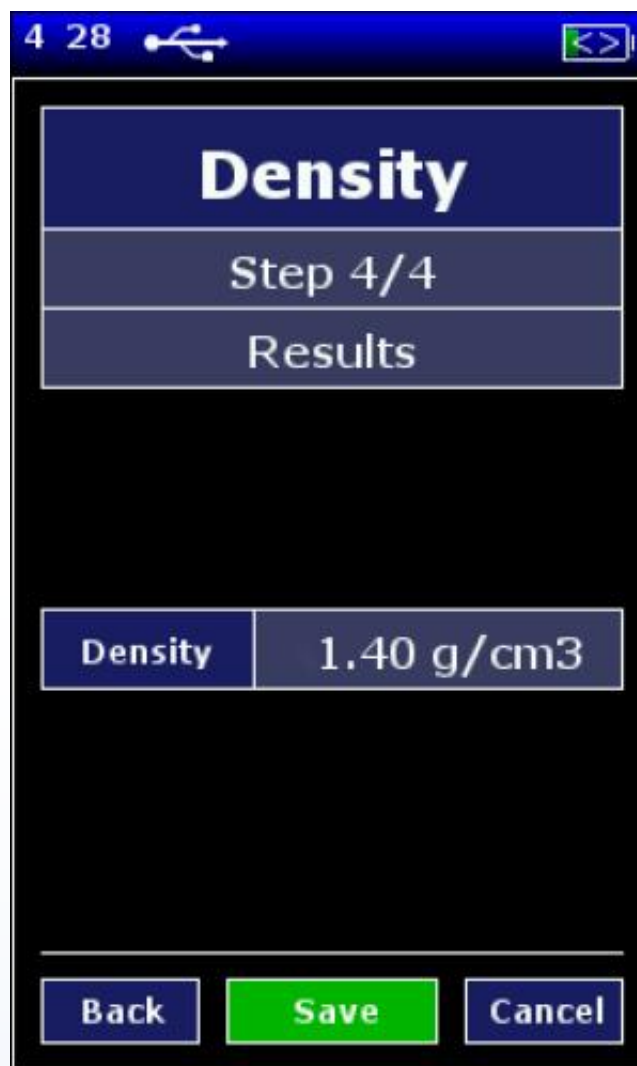 4 28
Density
Step 4/4
Results
Density 1.40 g/cm3
Back Save Cancel